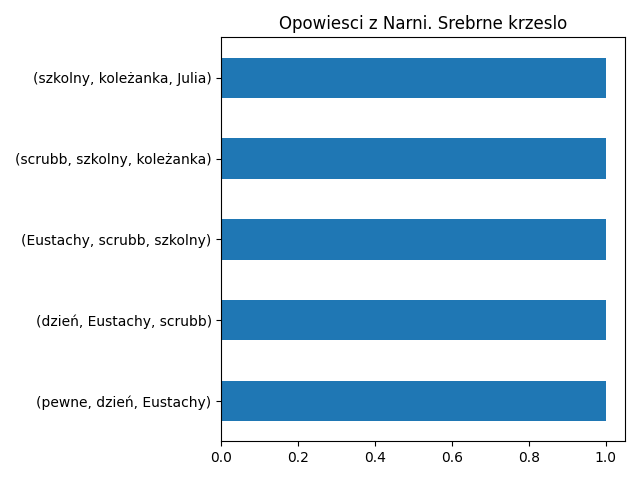 Opowiesci z Narni. Srebrne krzeslo
(szkolny, koleżanka, Julia)
(scrubb, szkolny, koleżanka)
(Eustachy, scrubb, szkolny)
(dzień, Eustachy, scrubb)
(pewne, dzień, Eustachy)
0.0 0.2 0.4 0.6 0.8 1.0